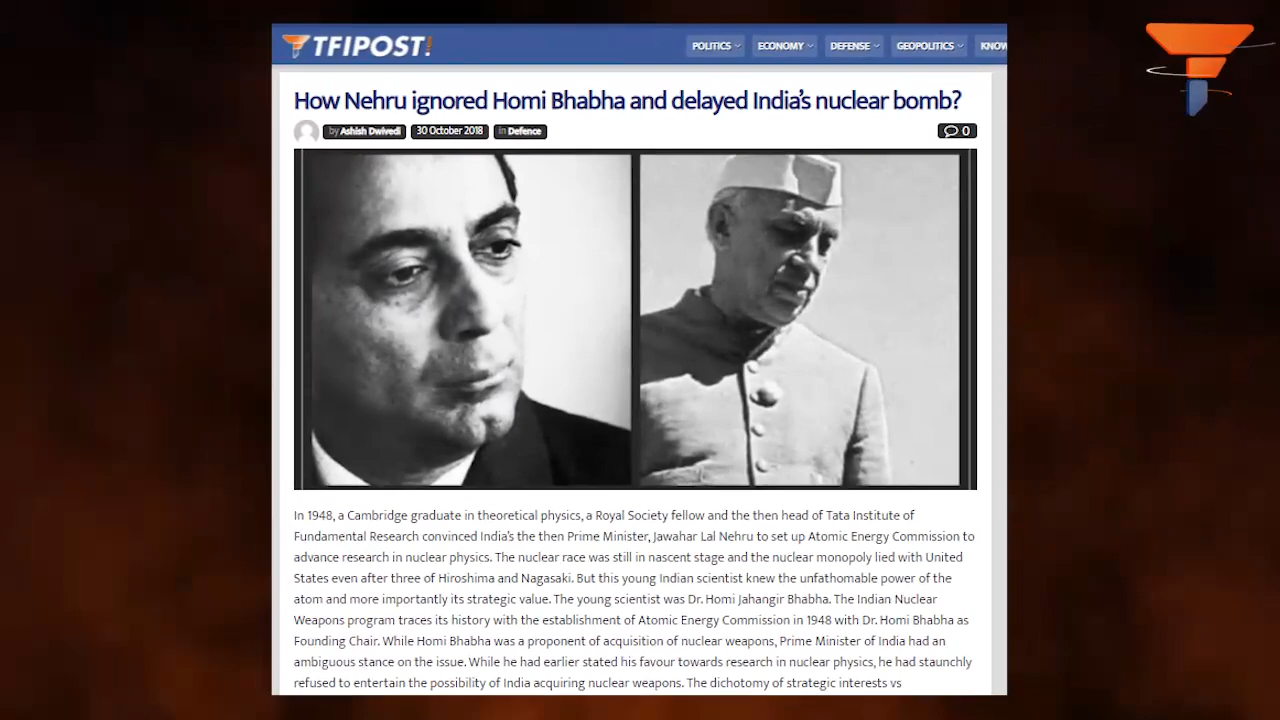 TFIPOST!
POLITICS
ECONOMY
DEFENSE
GEOPOLITICS
KNOW
How Nehru ignored Homi Bhabha and delayed India's nuclear bomb?
by Ashish Dwivedi
30 October 2018
in Defence
0
In 1948, a Cambridge graduate in theoretical physics, a Royal Society fellow and the then head of Tata Institute of
Fundamental Research convinced India's the then Prime Minister, Jawahar Lal Nehru to set up Atomic Energy Commission to
advance research in nuclear physics. The nuclear race was still in nascent stage and the nuclear monopoly lied with United
States even after three of Hiroshima and Nagasaki. But this young Indian scientist knew the unfathomable power of the
atom and more importantly its strategic value. The young scientist was Dr. Homi Jahangir Bhabha. The Indian Nuclear
Weapons program traces its history with the establishment of Atomic Energy Commission in 1948 with Dr. Homi Bhabha as
Founding Chair. While Homi Bhabha was a proponent of acquisition of nuclear weapons, Prime Minister of India had an
ambiguous stance on the issue. While he had earlier stated his favour towards research in nuclear physics, he had staunchly
refused to entertain the possibility of India acquiring nuclear weapons. The dichotomy of strategic interests vs